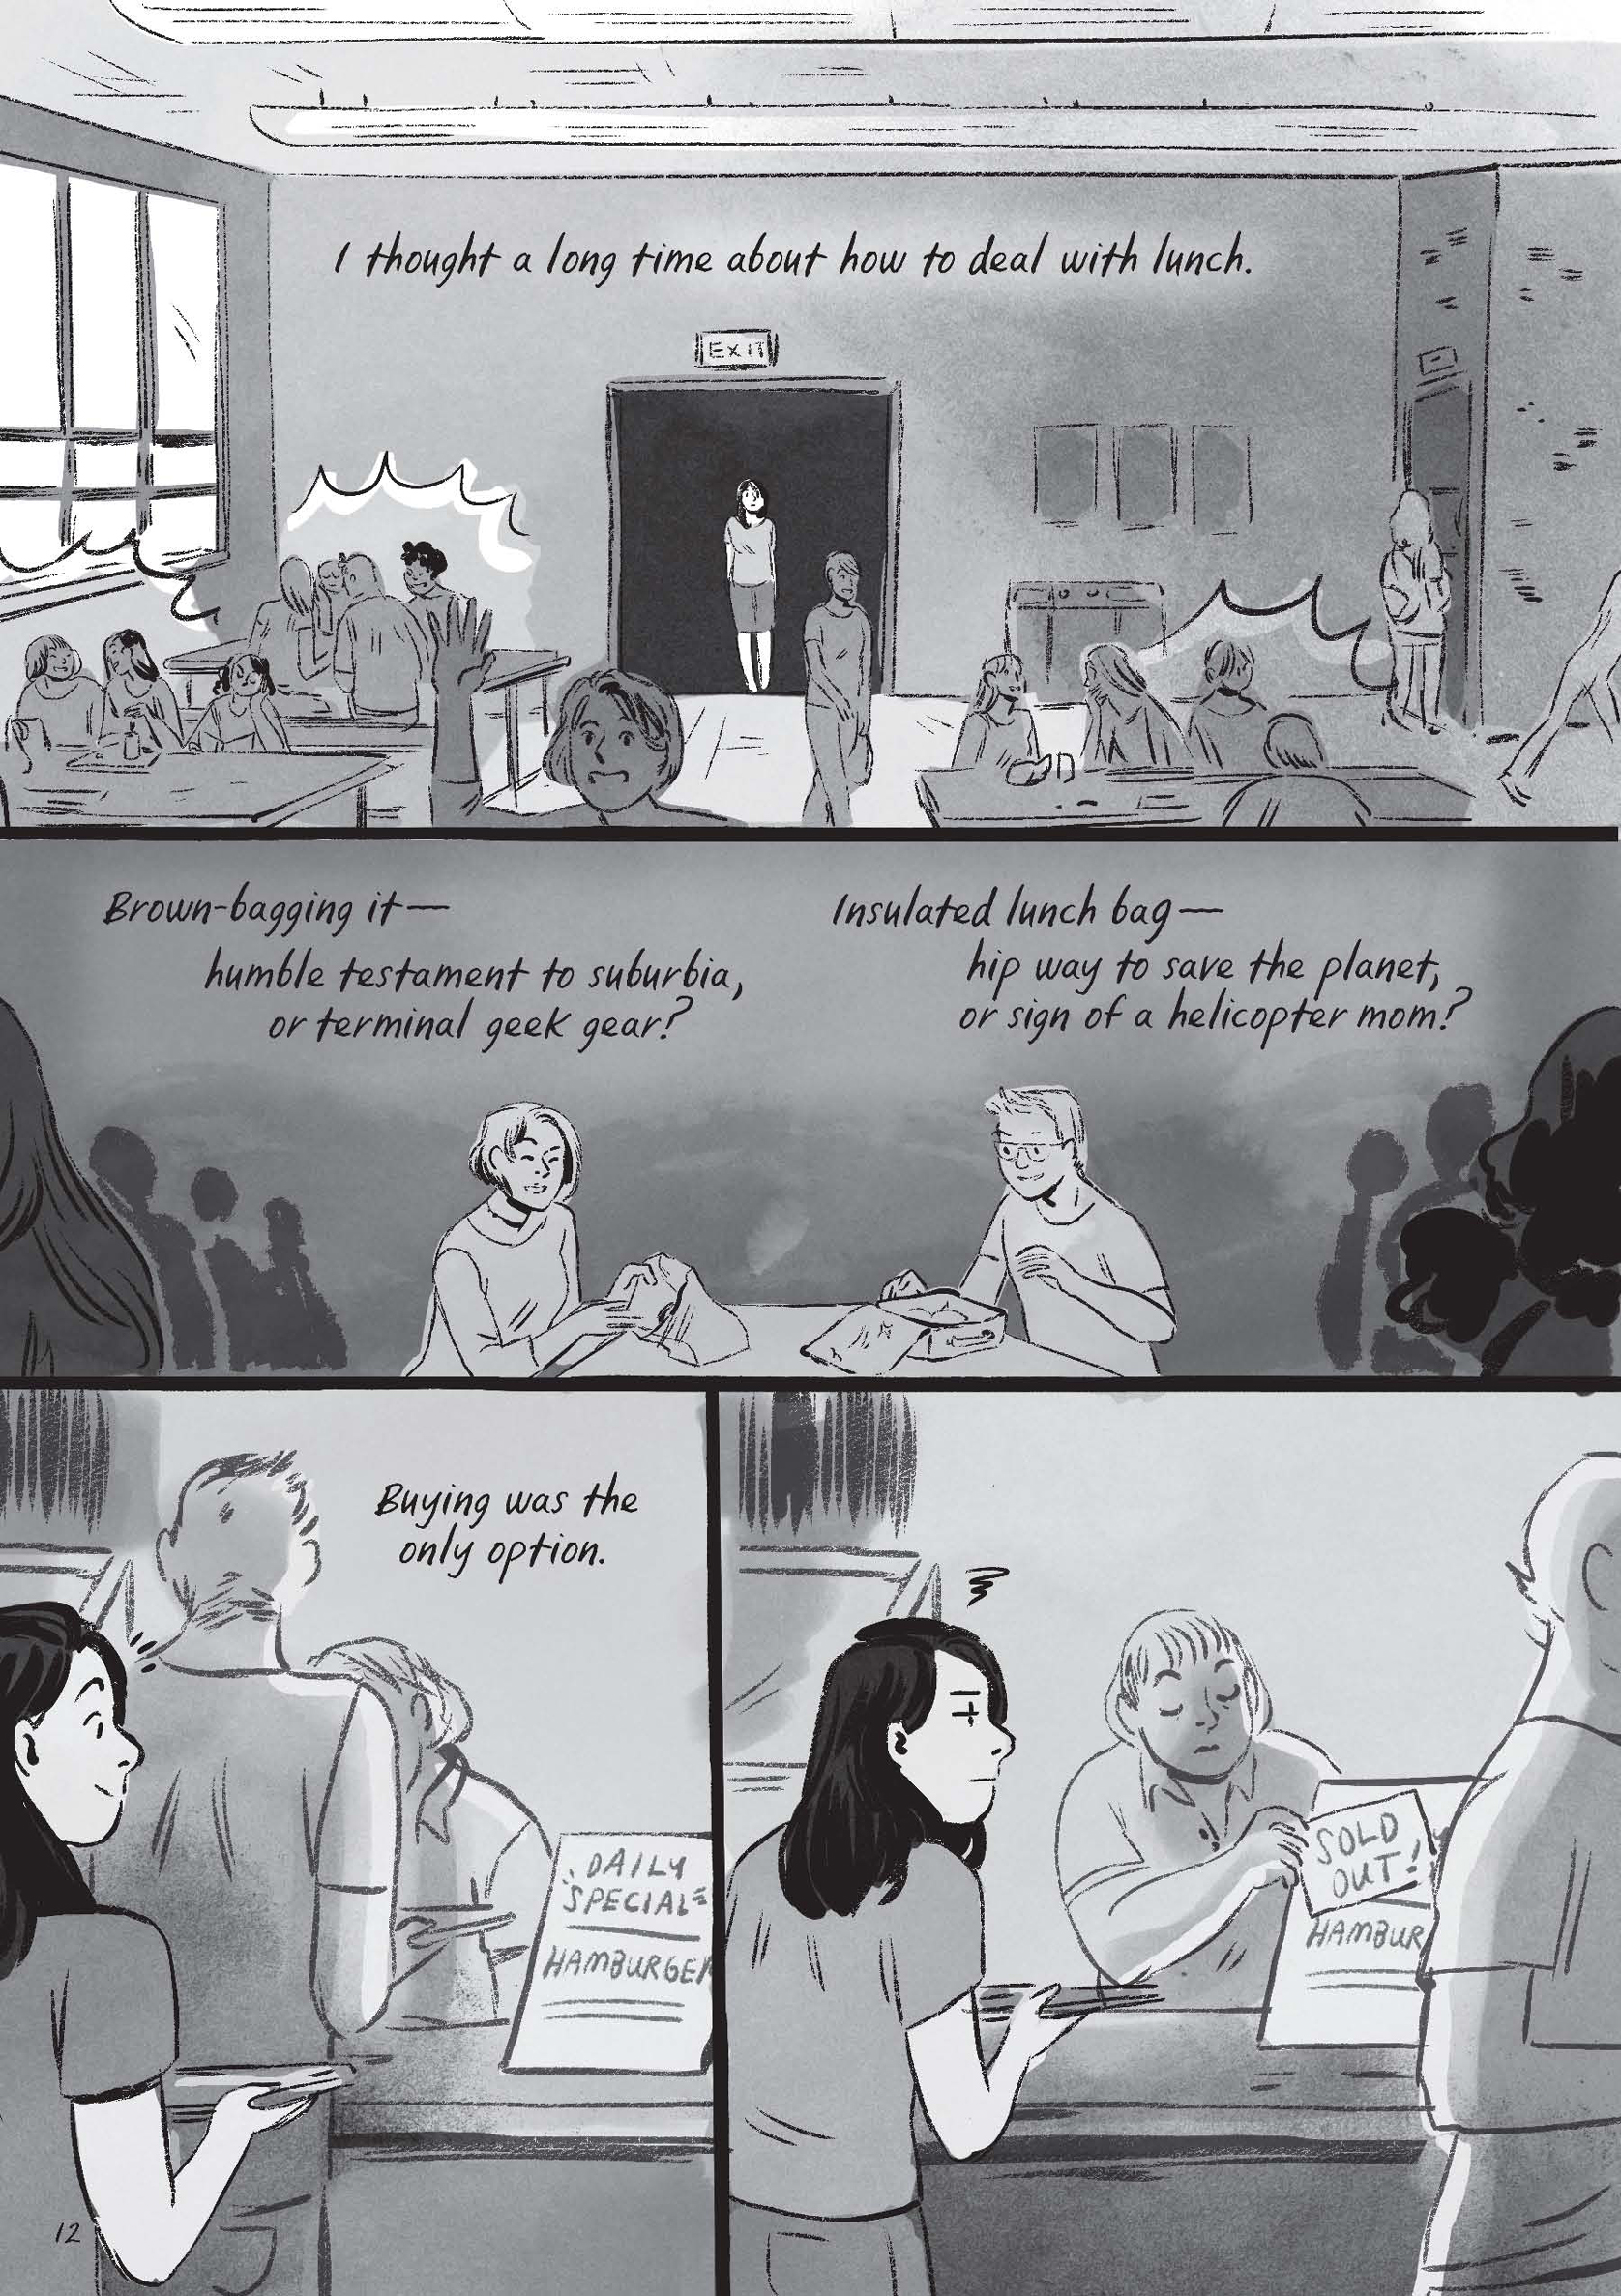 I thought a long time about how to deal with lunch.
EXIT
Brown-bagging it—
humble testament to suburbia,
or terminal geek gear?
Insulated lunch bag—
hip way to save the planet,
or sign of a helicopter mom?
Buying was the
only option.
DAILY
SPECIAL
HAMBURGER
SOLD
OUT!
HAMBUR
12